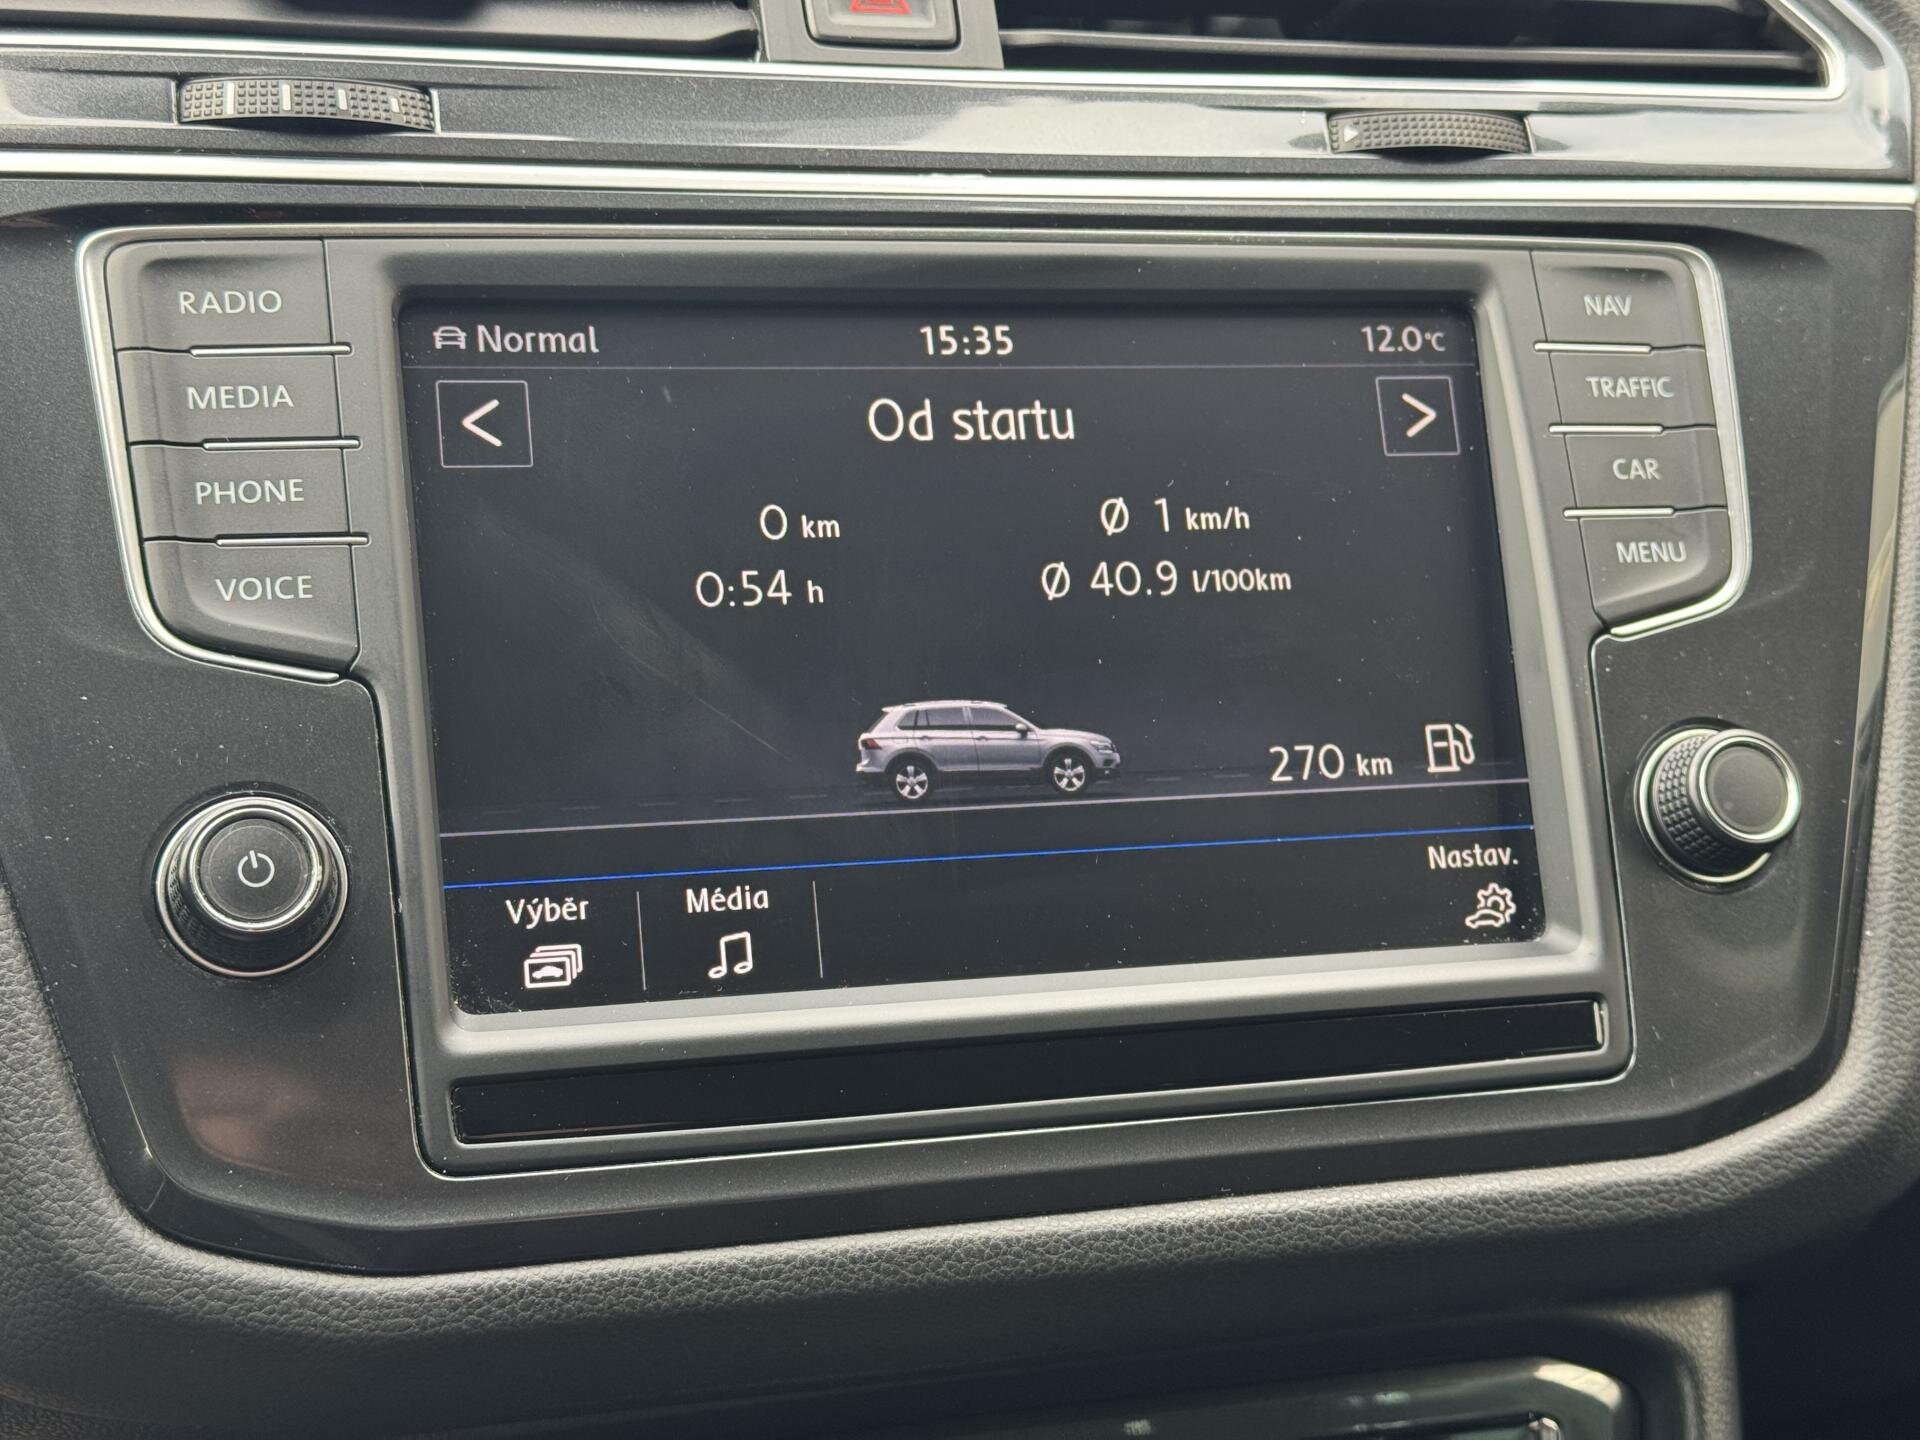 RADIO
MEDIA
PHONE
VOICE
NAV
TRAFFIC
CAR
MENU
Normal 15:35 12.0°C
< Od startu >
0 km Ø 1 km/h
0:54 h Ø 40.9 l/100km
270 km
Výběr Média Nastav.